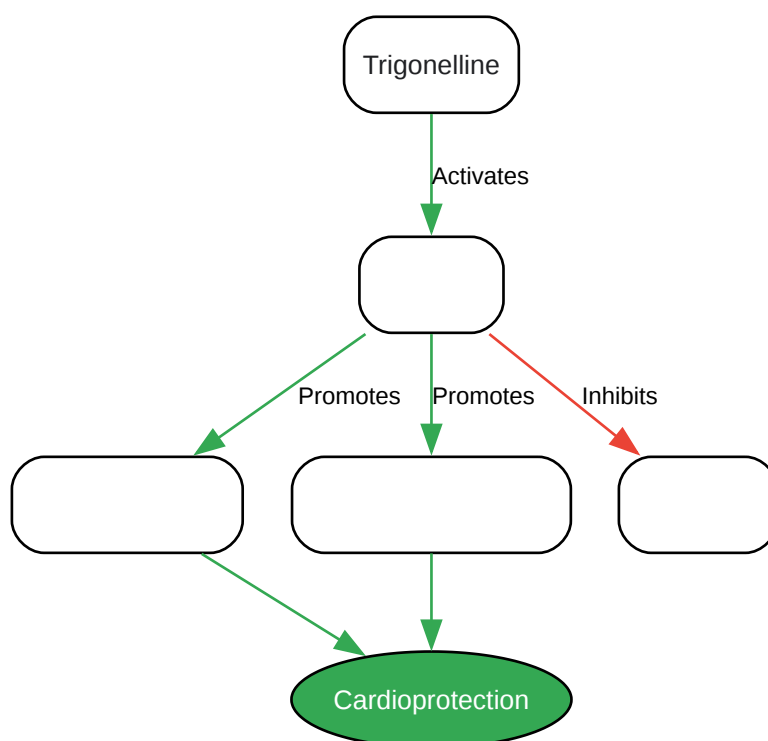 Trigonelline
Activates
Promotes
Promotes
Inhibits
Cardioprotection